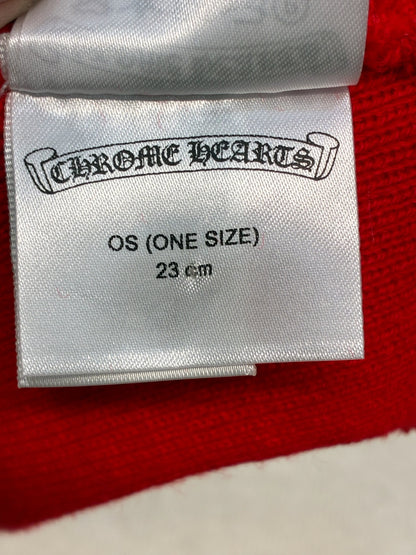 CHROME HEARTS
OS (ONE SIZE)
23 cm